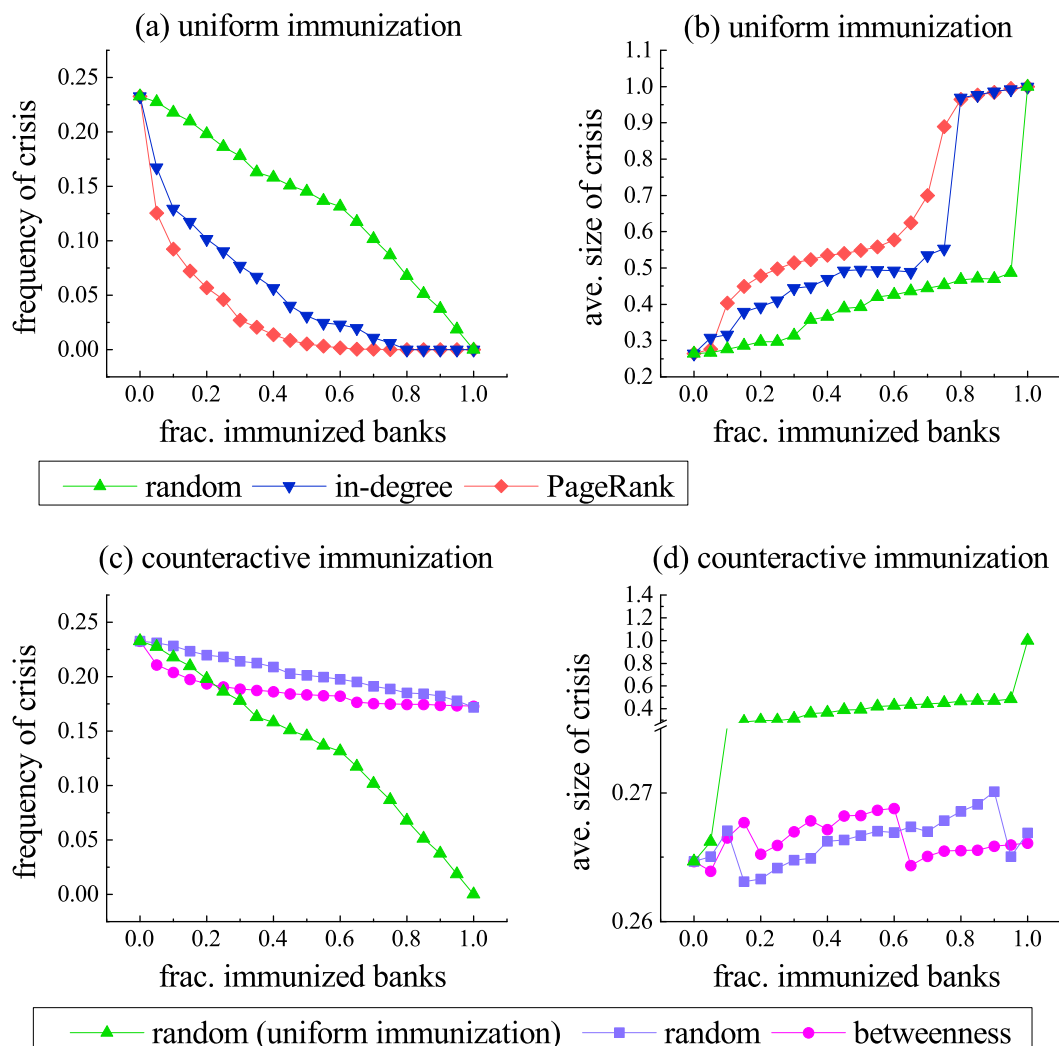 (a) uniform immunization
(b) uniform immunization
frequency of crisis
0.25
0.20
0.15
0.10
0.05
0.00
0.0 0.2 0.4 0.6 0.8 1.0
frac. immunized banks
ave. size of crisis
1.1
1.0
0.9
0.8
0.7
0.6
0.5
0.4
0.3
0.2
0.0 0.2 0.4 0.6 0.8 1.0
frac. immunized banks
random in-degree PageRank
(c) counteractive immunization
(d) counteractive immunization
frequency of crisis
0.25
0.20
0.15
0.10
0.05
0.00
0.0 0.2 0.4 0.6 0.8 1.0
frac. immunized banks
ave. size of crisis
1.4
1.2
1.0
0.8
0.6
0.4
0.27
0.26
0.0 0.2 0.4 0.6 0.8 1.0
frac. immunized banks
random (uniform immunization) random betweenness